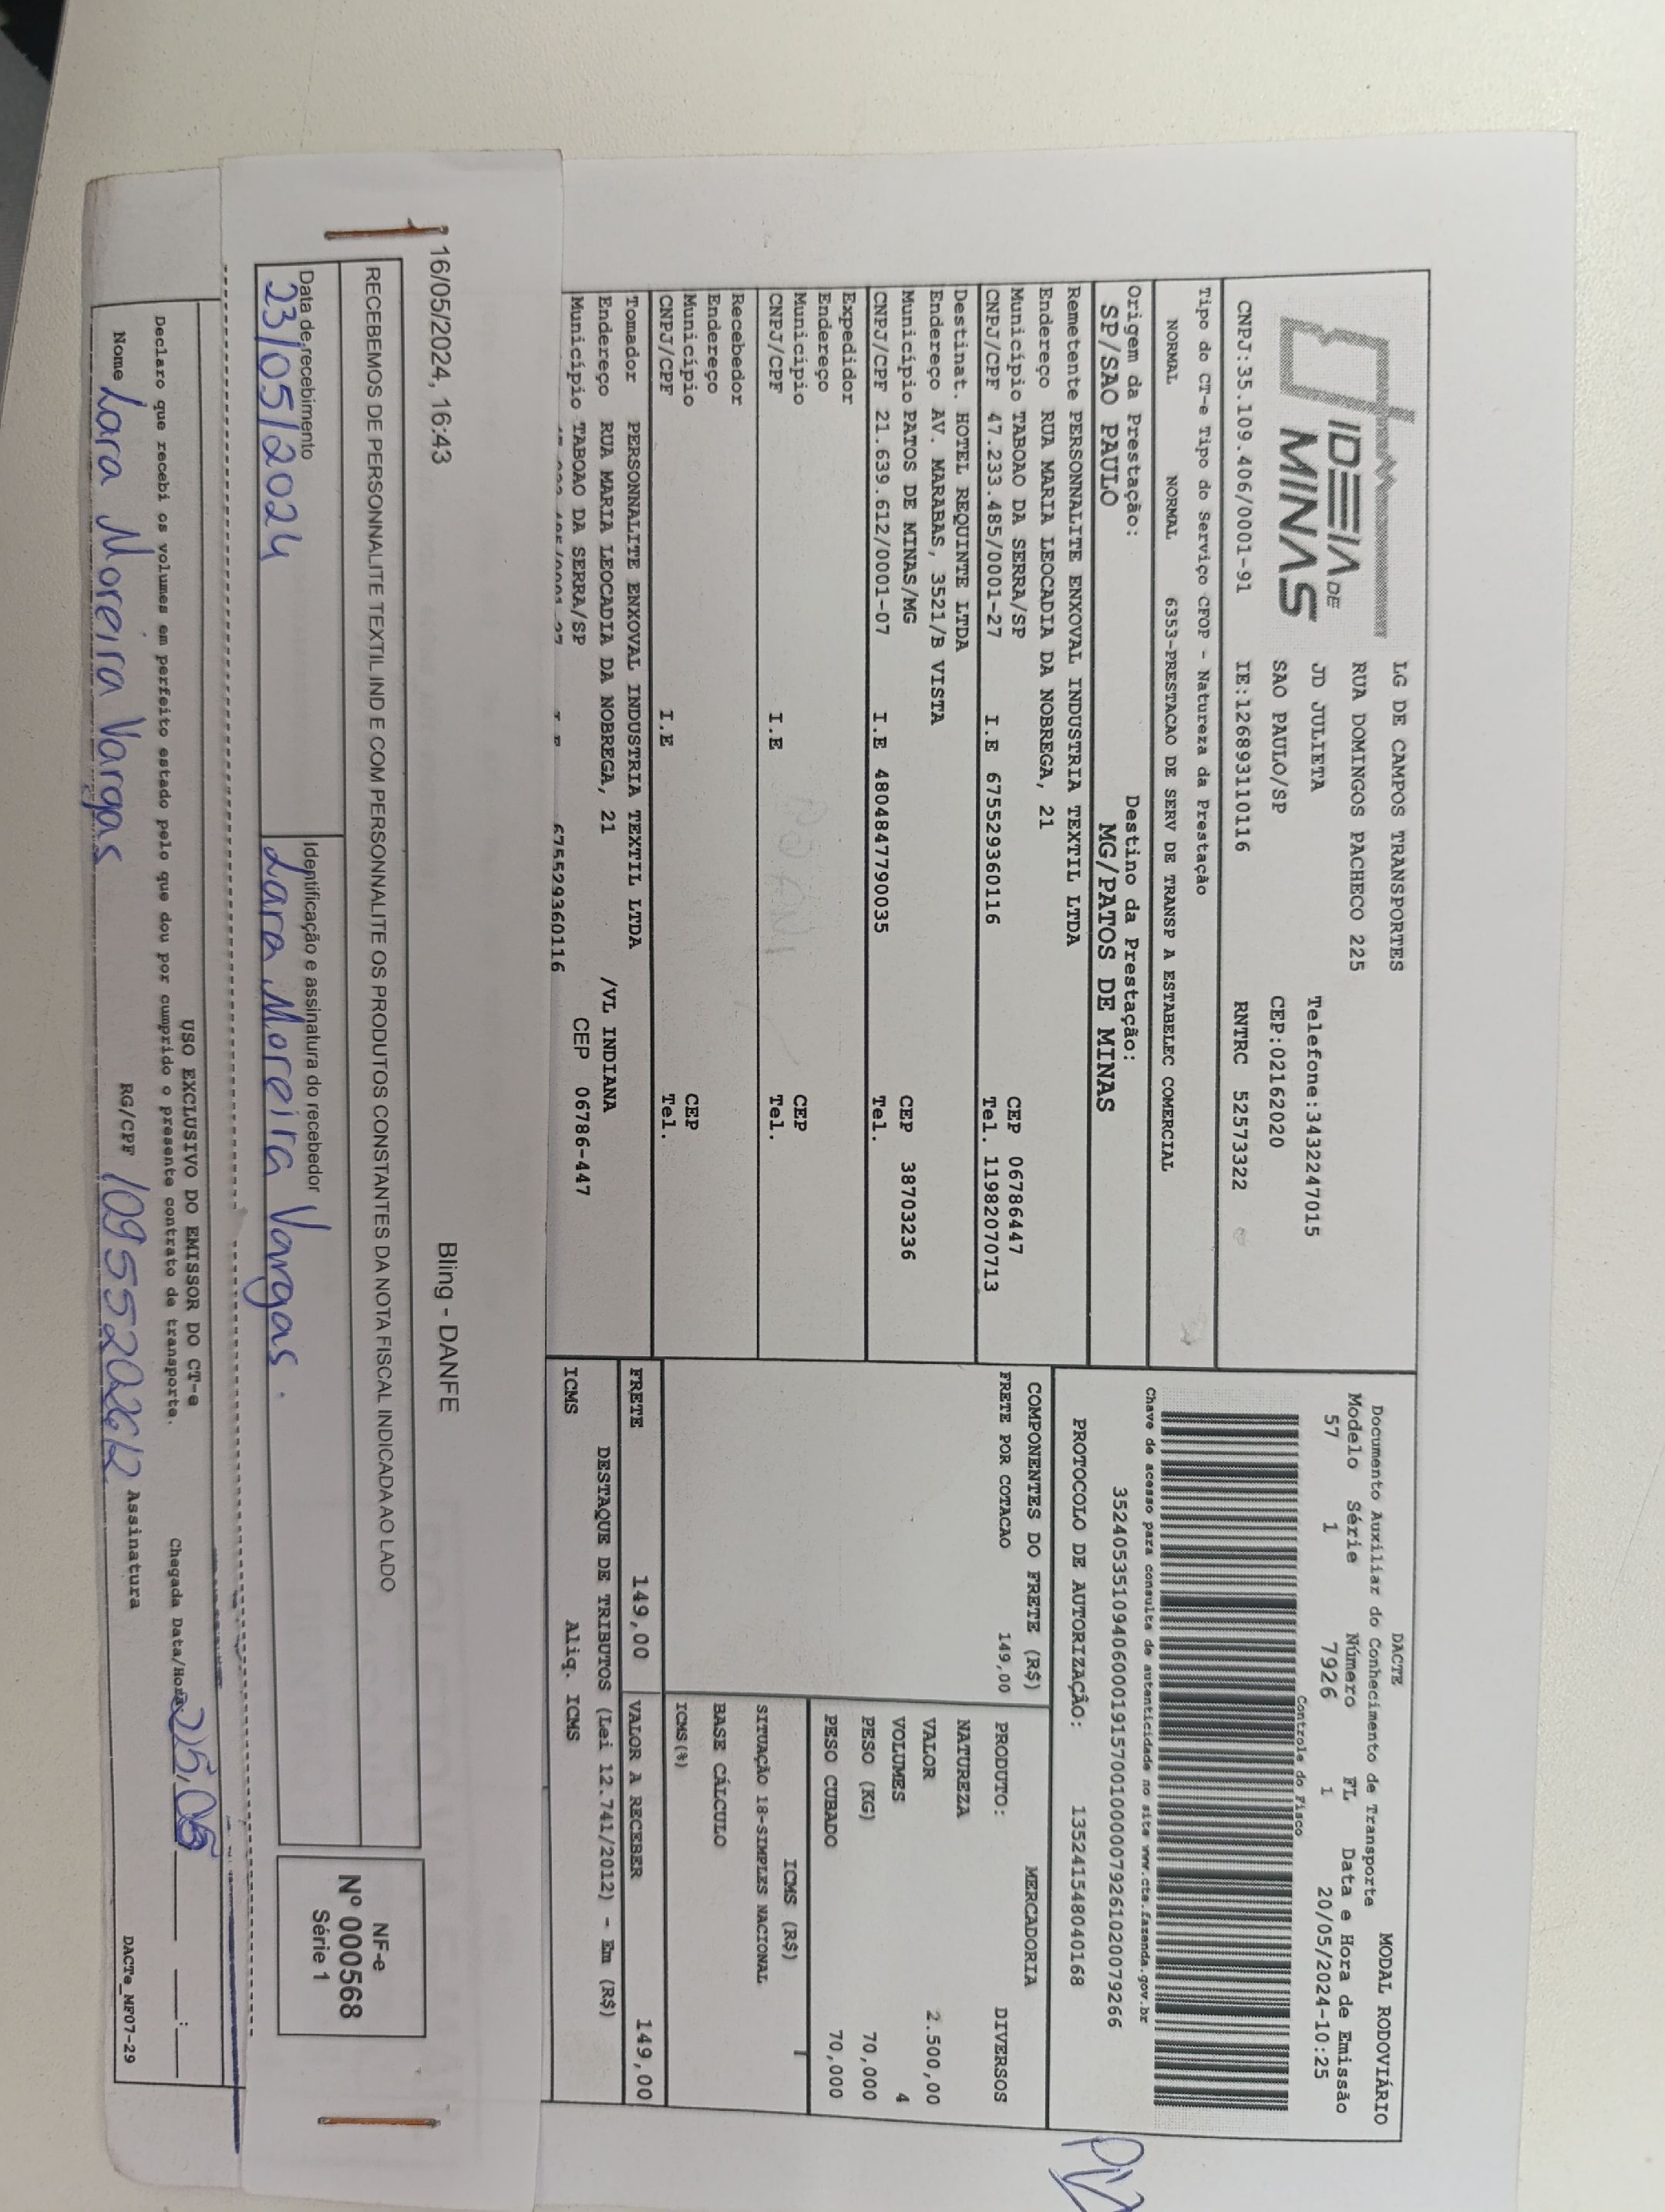 IDEIA DE
MINAS
LG DE CAMPOS TRANSPORTES
RUA DOMINGOS PACHECO 225
JD JULIETA
Telefone:3432247015
SAO PAULO/SP
CEP:02162020
CNPJ:35.109.406/0001-91 IE:126893110116 RNTRC 52573322
Tipo do CT-e Tipo do Serviço CFOP - Natureza da Prestação
NORMAL NORMAL 6353-PRESTACAO DE SERV DE TRANSP A ESTABELEC COMERCIAL
Origem da Prestação: Destino da Prestação:
SP/SAO PAULO MG/PATOS DE MINAS
Remetente PERSONNALITE ENXOVAL INDUSTRIA TEXTIL LTDA
Endereço RUA MARIA LEOCADIA DA NOBREGA, 21
Município TABOAO DA SERRA/SP CEP 06786447
CNPJ/CPF 47.233.485/0001-27 I.E 675529360116 Tel. 11982070713
Destinat. HOTEL REQUINTE LTDA
Endereço AV. MARABAS, 3521/B VISTA
Município PATOS DE MINAS/MG CEP 38703236
CNPJ/CPF 21.639.612/0001-07 I.E 4804847790035 Tel.
Expedidor
Endereço
Município CEP
CNPJ/CPF I.E Tel.
Recebedor
Endereço
Município CEP
CNPJ/CPF I.E Tel.
Tomador PERSONNALITE ENXOVAL INDUSTRIA TEXTIL LTDA
Endereço RUA MARIA LEOCADIA DA NOBREGA, 21 /VL INDIANA
Município TABOAO DA SERRA/SP CEP 06786-447
675529360116
DACTE MODAL RODOVIÁRIO
Documento Auxiliar do Conhecimento de Transporte
Modelo Série Número FL Data e Hora de Emissão
57 1 7926 1 20/05/2024-10:25
Controle do Fisco
Chave de acesso para consulta de autenticidade no site www.cte.fazenda.gov.br
35240535109406000191570010000079261020079266
PROTOCOLO DE AUTORIZAÇÃO: 135241548040168
COMPONENTES DO FRETE (R$)
FRETE POR COTACAO 149,00
MERCADORIA
PRODUTO: DIVERSOS
NATUREZA
VALOR 2.500,00
VOLUMES 4
PESO (KG) 70,000
PESO CUBADO 70,000
ICMS (R$)
SITUAÇÃO 18-SIMPLES NACIONAL
BASE CÁLCULO
ICMS(%)
FRETE 149,00 VALOR A RECEBER 149,00
DESTAQUE DE TRIBUTOS (Lei 12.741/2012) - Em (R$)
ICMS Aliq. ICMS
16/05/2024, 16:43 Bling - DANFE
RECEBEMOS DE PERSONNALITE TEXTIL IND E COM PERSONNALITE OS PRODUTOS CONSTANTES DA NOTA FISCAL INDICADA AO LADO
Data de recebimento Identificação e assinatura do recebedor
23/05/2024 Lara Moreira Vargas.
NF-e
Nº 000568
Série 1
USO EXCLUSIVO DO EMISSOR DO CT-e
Declaro que recebi os volumes em perfeito estado pelo que dou por cumprido o presente contrato de transporte. Chegada Data/Hora
Nome Lara Moreira Vargas RG/CPF 10955202612 Assinatura
DACTe_MF07-29